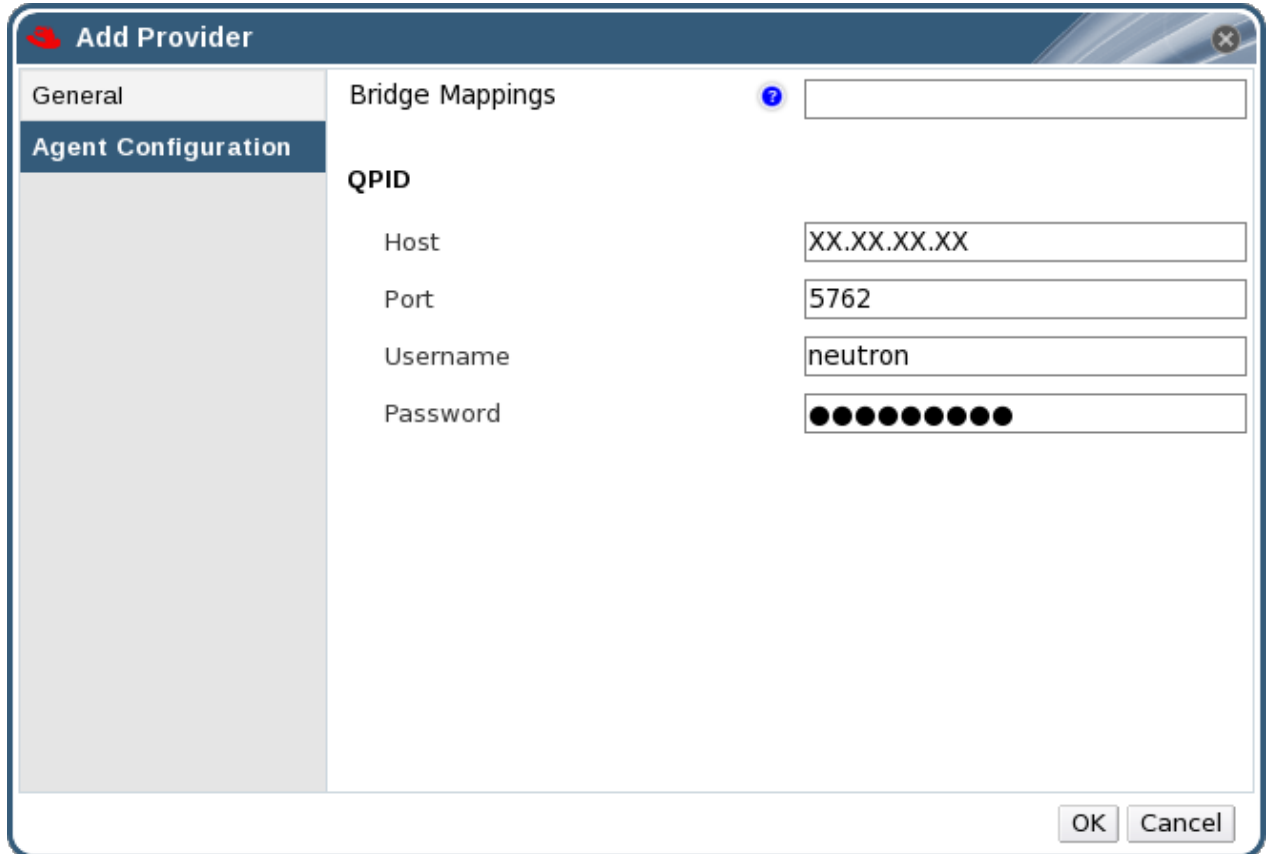 Add Provider
General
Agent Configuration
Bridge Mappings ?
QPID
Host XX.XX.XX.XX
Port 5762
Username neutron
Password ●●●●●●●●●
OK Cancel